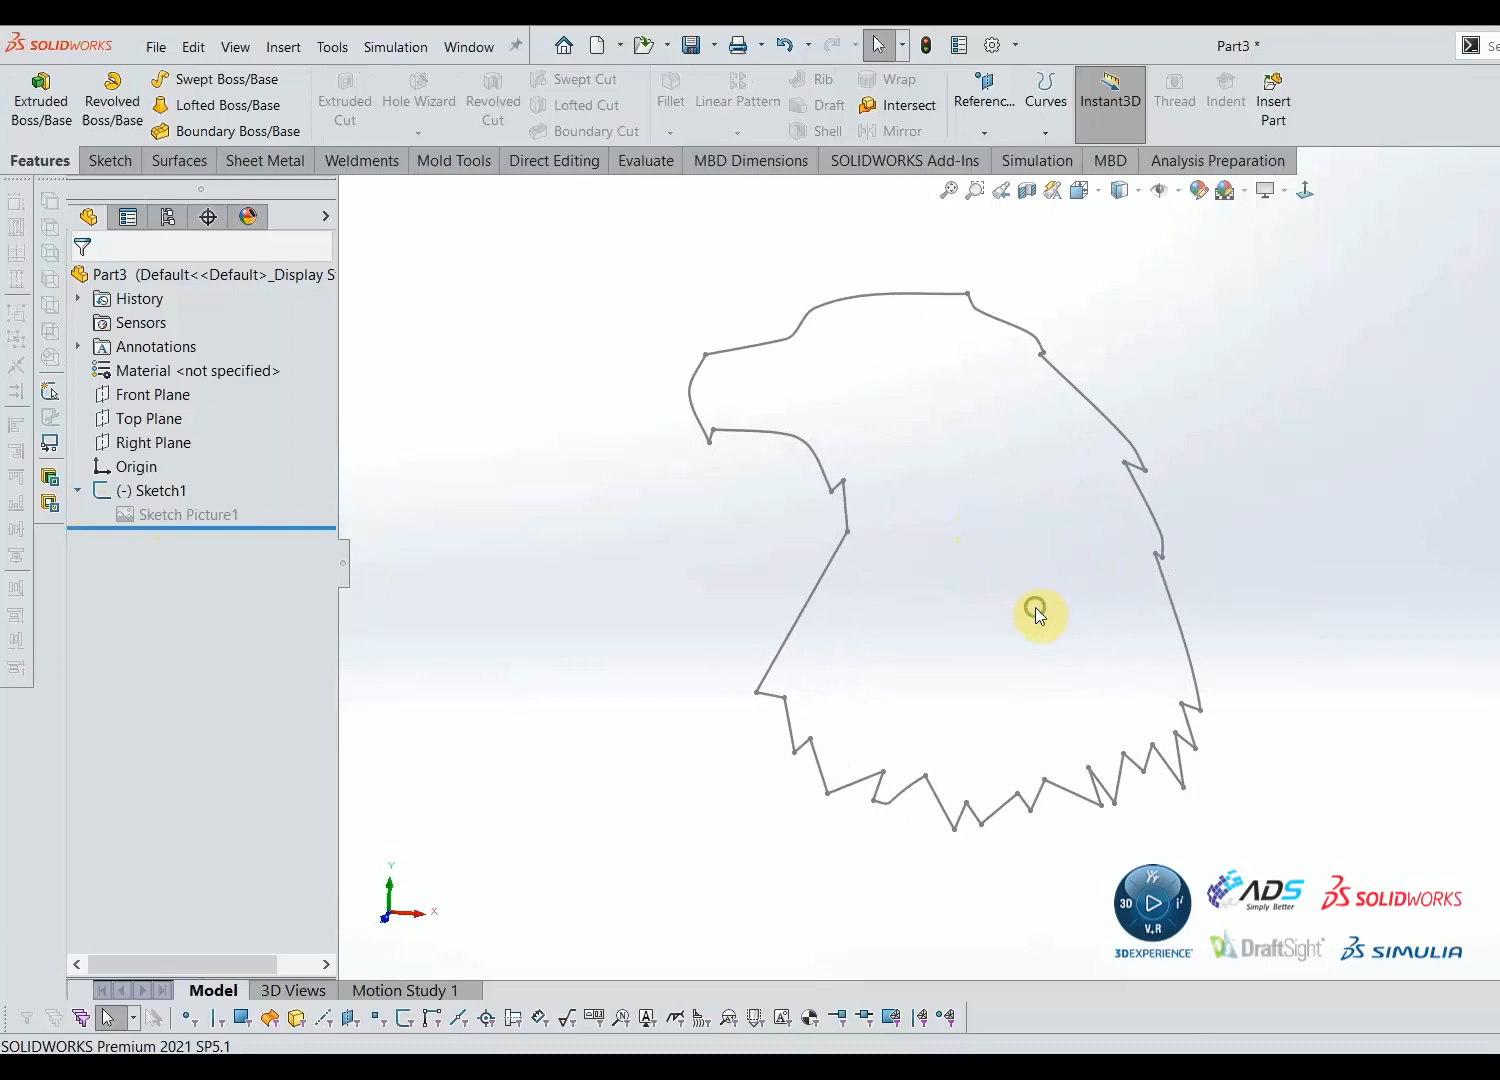 SOLIDWORKS File Edit View Insert Tools Simulation Window Part3 * Se
Extruded Boss/Base
Revolved Boss/Base
Swept Boss/Base
Lofted Boss/Base
Boundary Boss/Base
Extruded Cut
Hole Wizard
Revolved Cut
Swept Cut
Lofted Cut
Boundary Cut
Fillet
Linear Pattern
Rib
Draft
Shell
Wrap
Intersect
Mirror
Referenc...
Curves
Instant3D
Thread
Indent
Insert Part
Features Sketch Surfaces Sheet Metal Weldments Mold Tools Direct Editing Evaluate MBD Dimensions SOLIDWORKS Add-Ins Simulation MBD Analysis Preparation
Part3 (Default<<Default>_Display S
History
Sensors
Annotations
Material <not specified>
Front Plane
Top Plane
Right Plane
Origin
(-) Sketch1
Sketch Picture1
Y
X
3D
V,R
3DEXPERIENCE
ADS
Simply Better
SOLIDWORKS
DraftSight
SIMULIA
Model 3D Views Motion Study 1
SOLIDWORKS Premium 2021 SP5.1